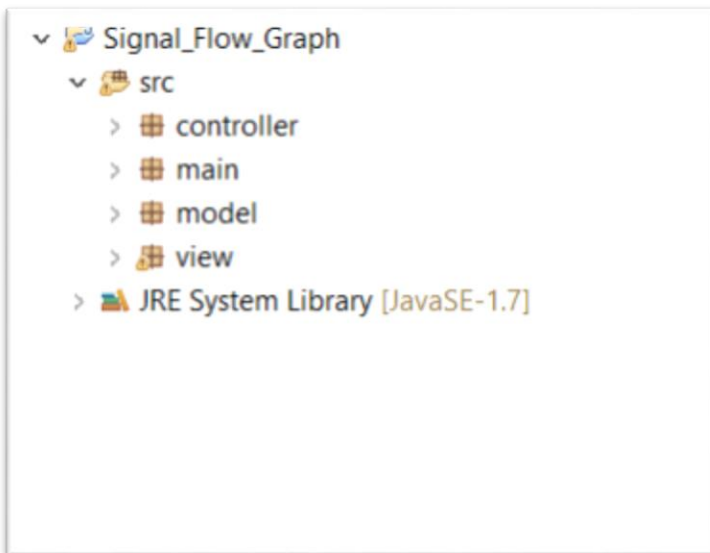 Signal_Flow_Graph
src
controller
main
model
view
JRE System Library [JavaSE-1.7]